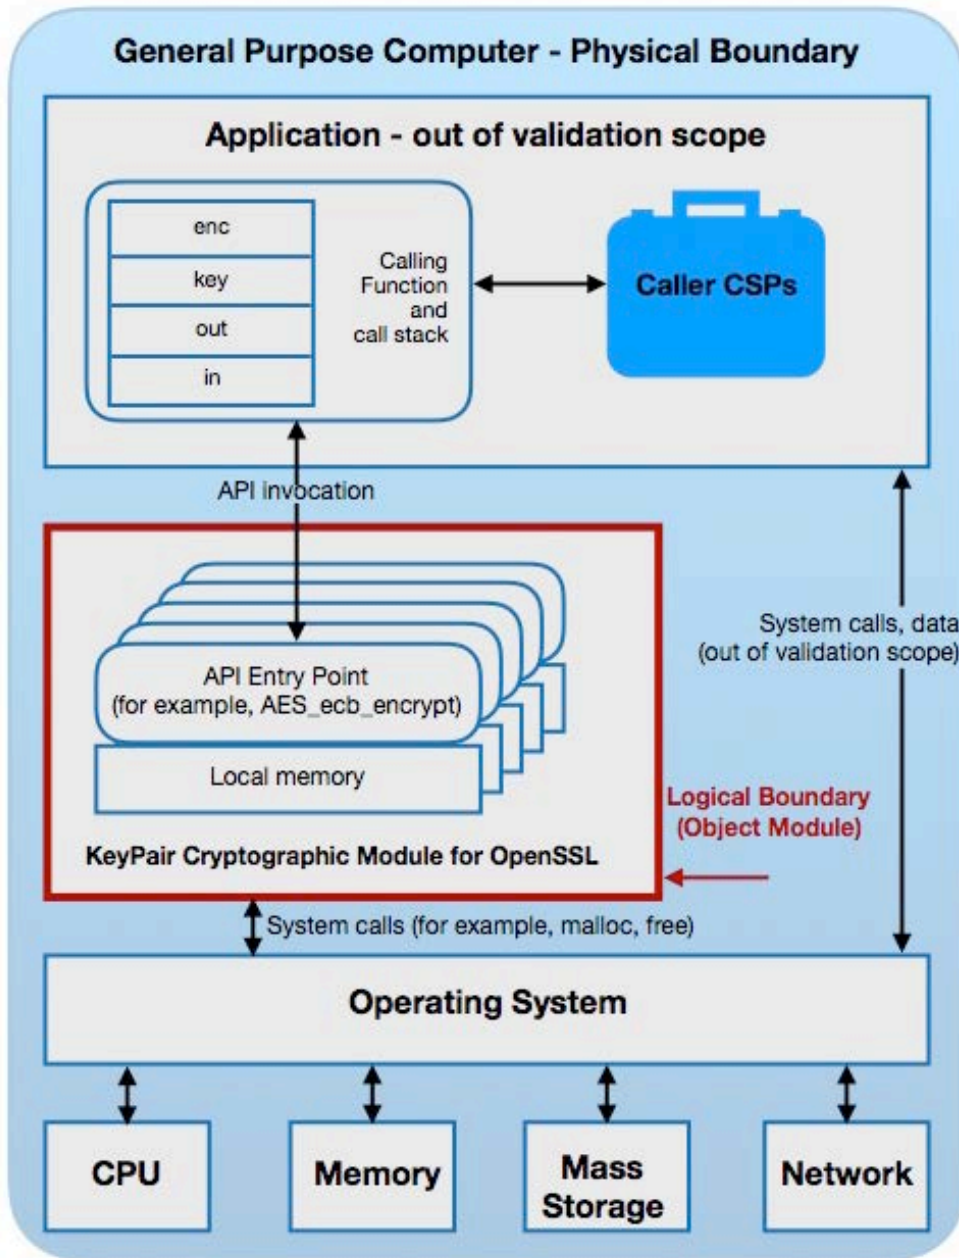 General Purpose Computer - Physical Boundary
Application - out of validation scope
enc
key
out
in
Calling
Function
and
call stack
Caller CSPs
API invocation
API Entry Point
(for example, AES_ecb_encrypt)
Local memory
KeyPair Cryptographic Module for OpenSSL
System calls, data
(out of validation scope)
Logical Boundary
(Object Module)
System calls (for example, malloc, free)
Operating System
CPU
Memory
Mass
Storage
Network